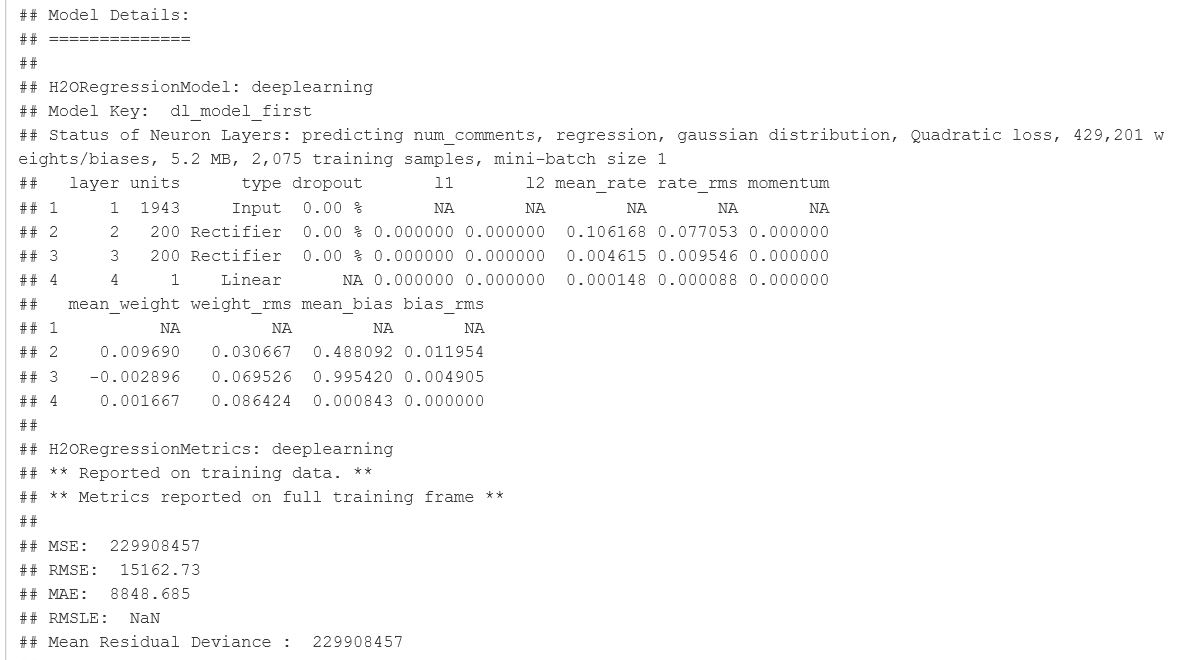 ## Model Details:
## ==============
##
## H2ORegressionModel: deeplearning
## Model Key:  dl_model_first
## Status of Neuron Layers: predicting num_comments, regression, gaussian distribution, Quadratic loss, 429,201 w
eights/biases, 5.2 MB, 2,075 training samples, mini-batch size 1
##   layer units      type dropout       l1       l2 mean_rate rate_rms momentum
## 1     1  1943     Input  0.00 %       NA       NA        NA       NA       NA
## 2     2   200 Rectifier  0.00 % 0.000000 0.000000  0.106168 0.077053 0.000000
## 3     3   200 Rectifier  0.00 % 0.000000 0.000000  0.004615 0.009546 0.000000
## 4     4     1    Linear      NA 0.000000 0.000000  0.000148 0.000088 0.000000
##   mean_weight weight_rms mean_bias bias_rms
## 1          NA         NA        NA       NA
## 2    0.009690   0.030667  0.488092 0.011954
## 3   -0.002896   0.069526  0.995420 0.004905
## 4    0.001667   0.086424  0.000843 0.000000
##
## H2ORegressionMetrics: deeplearning
## ** Reported on training data. **
## ** Metrics reported on full training frame **
##
## MSE:  229908457
## RMSE:  15162.73
## MAE:  8848.685
## RMSLE:  NaN
## Mean Residual Deviance :  229908457